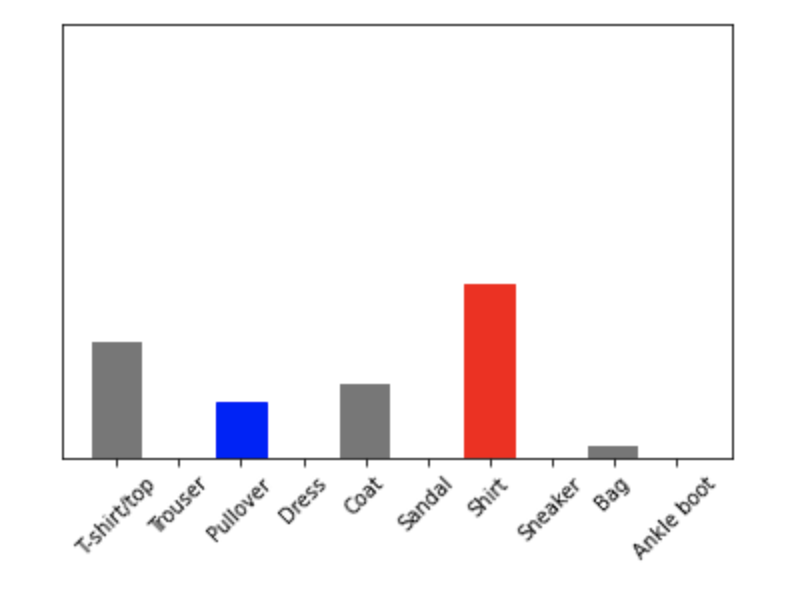 T-shirt/top
Trouser
Pullover
Dress
Coat
Sandal
Shirt
Sneaker
Bag
Ankle boot